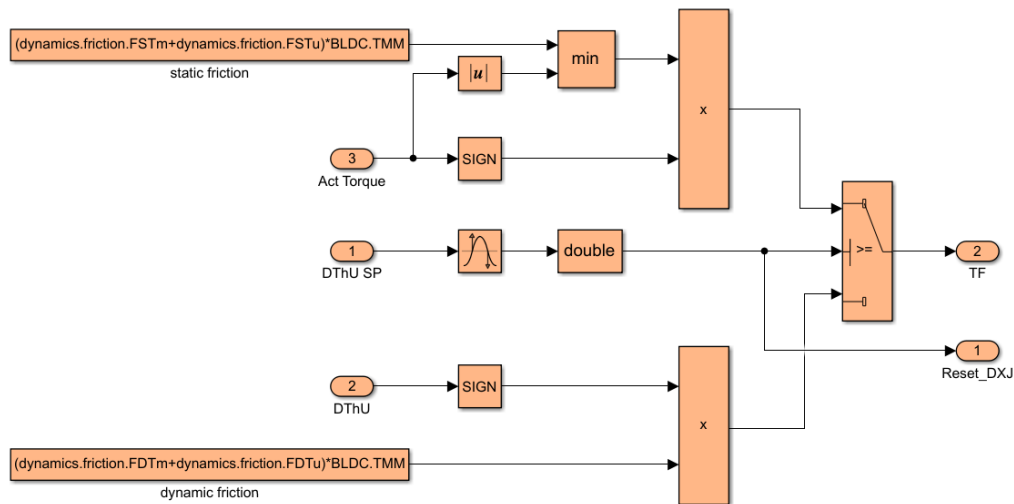 (dynamics.friction.FSTm+dynamics.friction.FSTu)*BLDC.TMM
static friction
|u|
min
x
3
Act Torque
SIGN
1
DThU SP
double
>=
2
TF
1
Reset_DXJ
2
DThU
SIGN
x
(dynamics.friction.FDTm+dynamics.friction.FDTu)*BLDC.TMM
dynamic friction